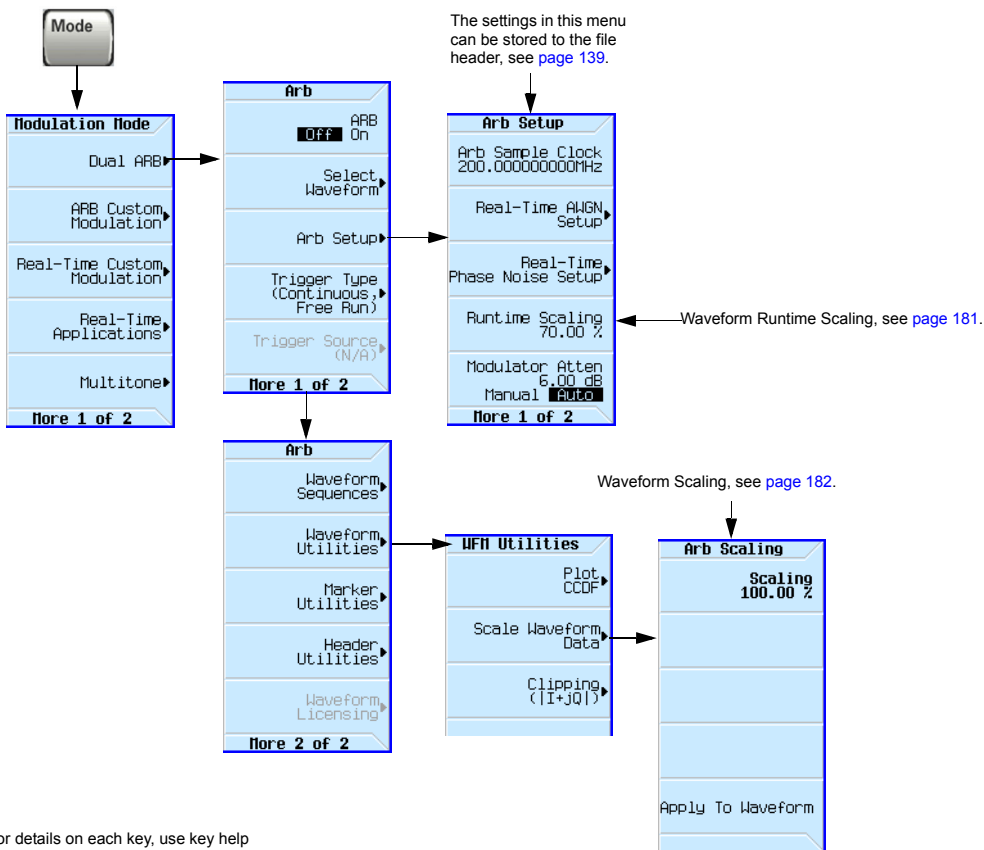 Mode
The settings in this menu
can be stored to the file
header, see page 139.
Modulation Mode
Dual ARB
ARB Custom
Modulation
Real-Time Custom
Modulation
Real-Time
Applications
Multitone
More 1 of 2
Arb
ARB
Off On
Select
Waveform
Arb Setup
Trigger Type
(Continuous,
Free Run)
Trigger Source
(N/A)
More 1 of 2
Arb Setup
Arb Sample Clock
200.000000000MHz
Real-Time AWGN
Setup
Real-Time
Phase Noise Setup
Runtime Scaling
70.00 %
Modulator Atten
6.00 dB
Manual Auto
More 1 of 2
Waveform Runtime Scaling, see page 181.
Arb
Waveform
Sequences
Waveform
Utilities
Marker
Utilities
Header
Utilities
Waveform
Licensing
More 2 of 2
WFM Utilities
Plot
CCDF
Scale Waveform
Data
Clipping
(|I+jQ|)
Waveform Scaling, see page 182.
Arb Scaling
Scaling
100.00 %
Apply To Waveform
or details on each key, use key help